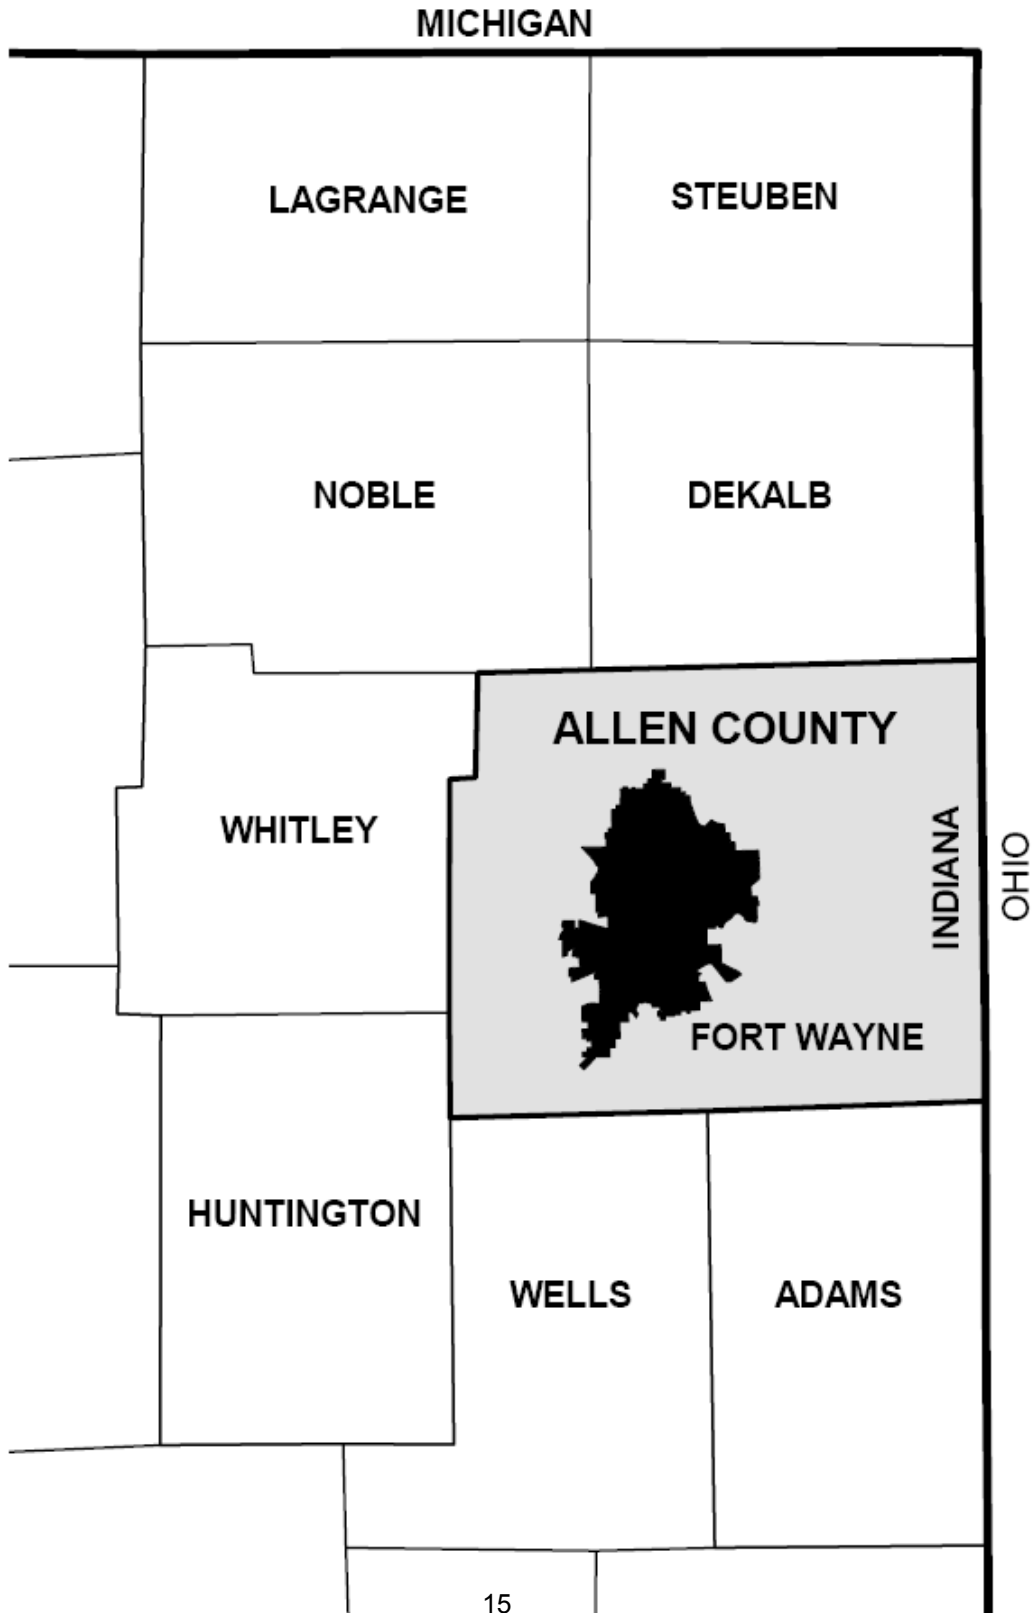 MICHIGAN
LAGRANGE
STEUBEN
NOBLE
DEKALB
ALLEN COUNTY
WHITLEY
INDIANA
OHIO
FORT WAYNE
HUNTINGTON
WELLS
ADAMS
15